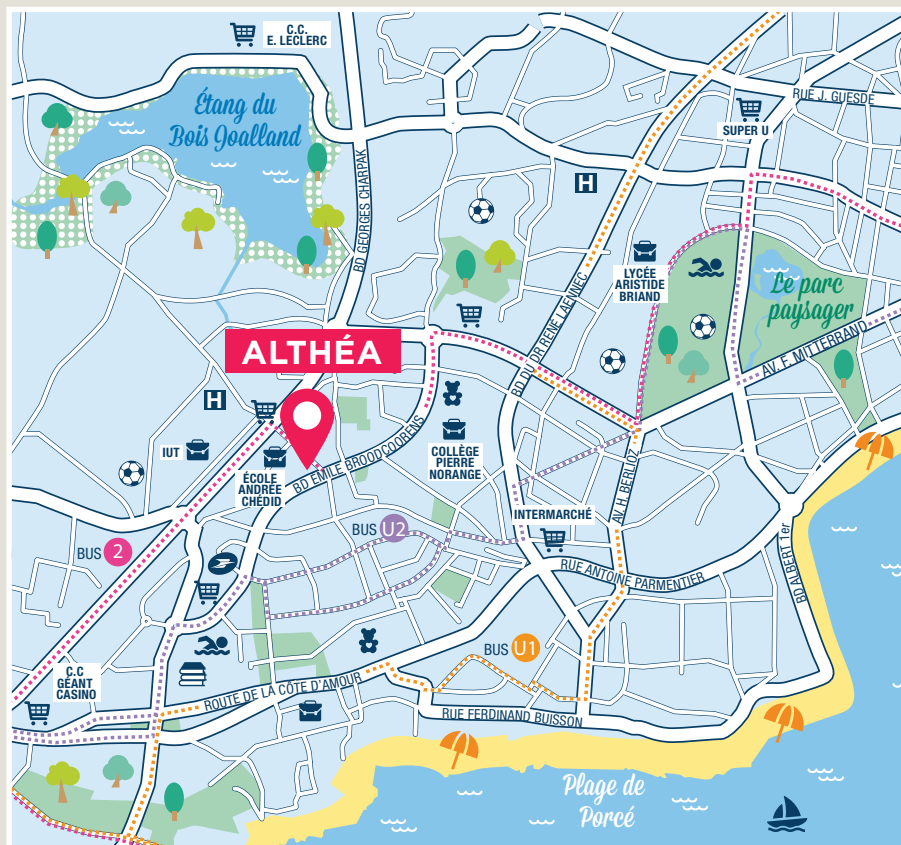 C.C.
E. LECLERC
Étang du
Bois Joalland
BD GEORGES CHARPAK
RUE J. GUESDE
SUPER U
H
LYCÉE
ARISTIDE
BRIAND
Le parc
paysager
AV. F. MITTERRAND
BD DU DR RENÉ LAENNEC
ALTHÉA
H
IUT
ÉCOLE
ANDRÉE
CHÉDID
BD EMILE BROODCOORENS
COLLÈGE
PIERRE
NORANGE
AV. H. BERLIOZ
INTERMARCHÉ
BUS U2
BUS 2
RUE ANTOINE PARMENTIER
BD ALBERT 1er
BUS U1
C.C
GÉANT
CASINO
ROUTE DE LA CÔTE D'AMOUR
RUE FERDINAND BUISSON
Plage de
Porcé